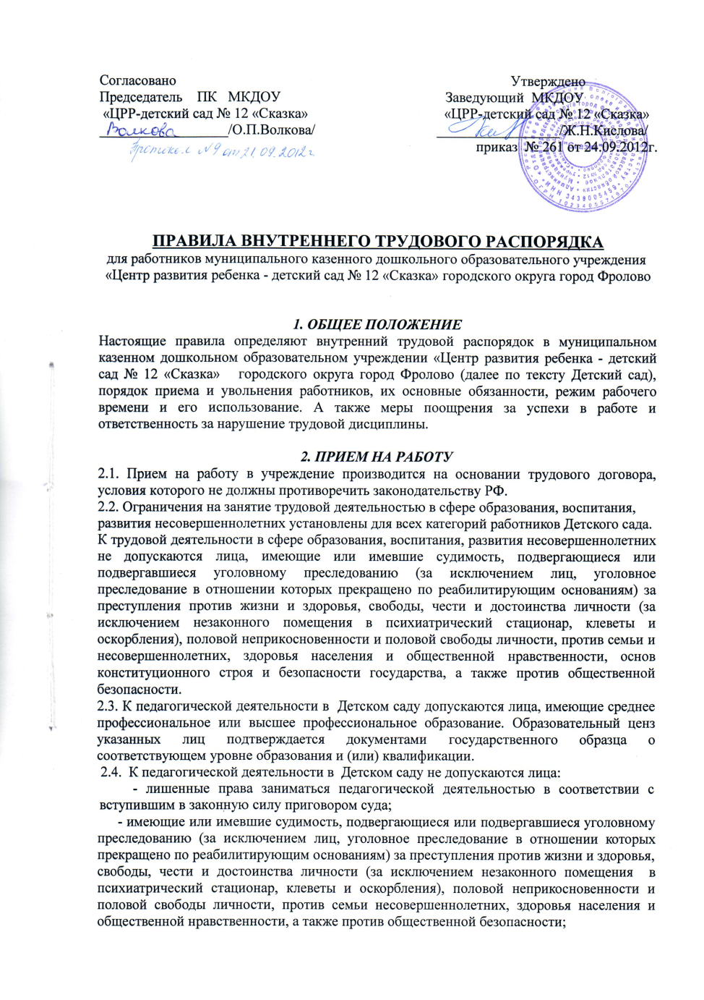 Согласовано
Председатель ПК МКДОУ
«ЦРР-детский сад № 12 «Сказка»
Волкова /О.П.Волкова/
Протокол №9 от 21.09.2012г.
Утверждено
Заведующий МКДОУ
«ЦРР-детский сад № 12 «Сказка»
/Ж.Н.Кислова/
приказ № 261 от 24.09.2012г.
ПРАВИЛА ВНУТРЕННЕГО ТРУДОВОГО РАСПОРЯДКА
для работников муниципального казенного дошкольного образовательного учреждения
«Центр развития ребенка - детский сад № 12 «Сказка» городского округа город Фролово
1. ОБЩЕЕ ПОЛОЖЕНИЕ
Настоящие правила определяют внутренний трудовой распорядок в муниципальном
казенном дошкольном образовательном учреждении «Центр развития ребенка - детский
сад № 12 «Сказка» городского округа город Фролово (далее по тексту Детский сад),
порядок приема и увольнения работников, их основные обязанности, режим рабочего
времени и его использование. А также меры поощрения за успехи в работе и
ответственность за нарушение трудовой дисциплины.
2. ПРИЕМ НА РАБОТУ
2.1. Прием на работу в учреждение производится на основании трудового договора,
условия которого не должны противоречить законодательству РФ.
2.2. Ограничения на занятие трудовой деятельностью в сфере образования, воспитания,
развития несовершеннолетних установлены для всех категорий работников Детского сада.
К трудовой деятельности в сфере образования, воспитания, развития несовершеннолетних
не допускаются лица, имеющие или имевшие судимость, подвергающиеся или
подвергавшиеся уголовному преследованию (за исключением лиц, уголовное
преследование в отношении которых прекращено по реабилитирующим основаниям) за
преступления против жизни и здоровья, свободы, чести и достоинства личности (за
исключением незаконного помещения в психиатрический стационар, клеветы и
оскорбления), половой неприкосновенности и половой свободы личности, против семьи и
несовершеннолетних, здоровья населения и общественной нравственности, основ
конституционного строя и безопасности государства, а также против общественной
безопасности.
2.3. К педагогической деятельности в Детском саду допускаются лица, имеющие среднее
профессиональное или высшее профессиональное образование. Образовательный ценз
указанных лиц подтверждается документами государственного образца о
соответствующем уровне образования и (или) квалификации.
2.4. К педагогической деятельности в Детском саду не допускаются лица:
- лишенные права заниматься педагогической деятельностью в соответствии с
вступившим в законную силу приговором суда;
- имеющие или имевшие судимость, подвергающиеся или подвергавшиеся уголовному
преследованию (за исключением лиц, уголовное преследование в отношении которых
прекращено по реабилитирующим основаниям) за преступления против жизни и здоровья,
свободы, чести и достоинства личности (за исключением незаконного помещения в
психиатрический стационар, клеветы и оскорбления), половой неприкосновенности и
половой свободы личности, против семьи несовершеннолетних, здоровья населения и
общественной нравственности, а также против общественной безопасности;